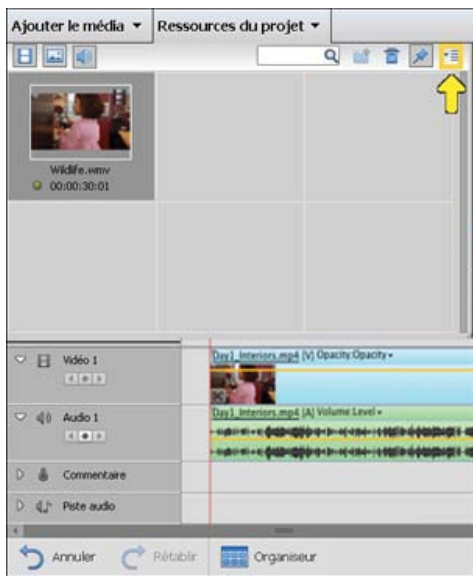 Ajouter le média Ressources du projet
Wildlife.wmv
00:00:30:01
Vidéo 1
Day1_Interiors.mp4 [V] Opacity:Opacity
Audio 1
Day1_Interiors.mp4 [A] Volume:Level
Commentaire
Piste audio
Annuler Rétablir Organiseur